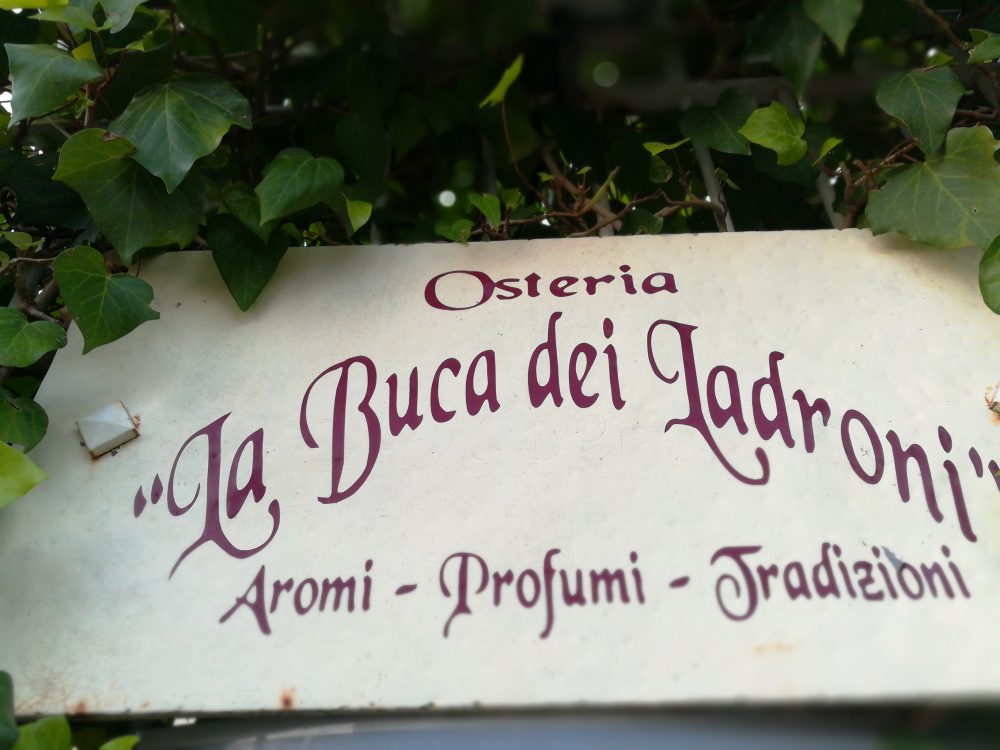 Osteria
"La Buca dei Ladroni"
Aromi - Profumi - Tradizioni